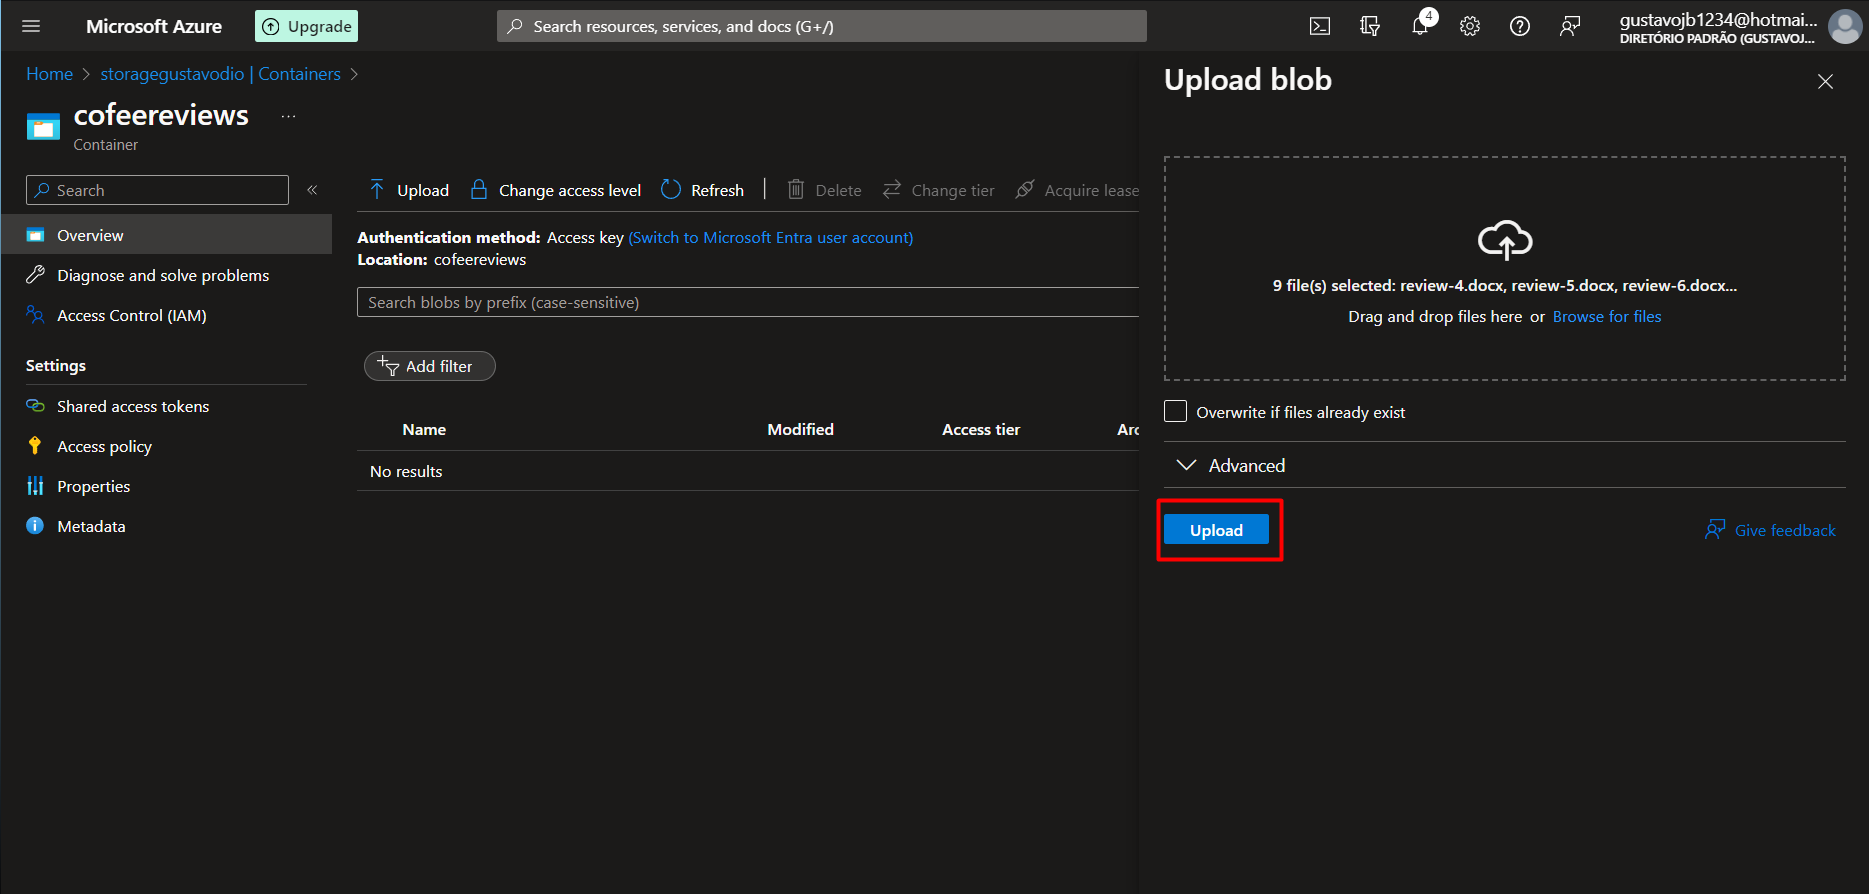 Microsoft Azure
Upgrade
Search resources, services, and docs (G+/)
4
gustavojb1234@hotmai...
DIRETÓRIO PADRÃO (GUSTAVOJ...
Home > storagegustavodio | Containers >
cofeereviews
...
Container
Search
«
Overview
Diagnose and solve problems
Access Control (IAM)
Settings
Shared access tokens
Access policy
Properties
Metadata
Upload
Change access level
Refresh
Delete
Change tier
Acquire lease
Authentication method: Access key (Switch to Microsoft Entra user account)
Location: cofeereviews
Search blobs by prefix (case-sensitive)
Add filter
Name Modified Access tier Arc
No results
Upload blob
9 file(s) selected: review-4.docx, review-5.docx, review-6.docx...
Drag and drop files here or Browse for files
Overwrite if files already exist
Advanced
Upload
Give feedback